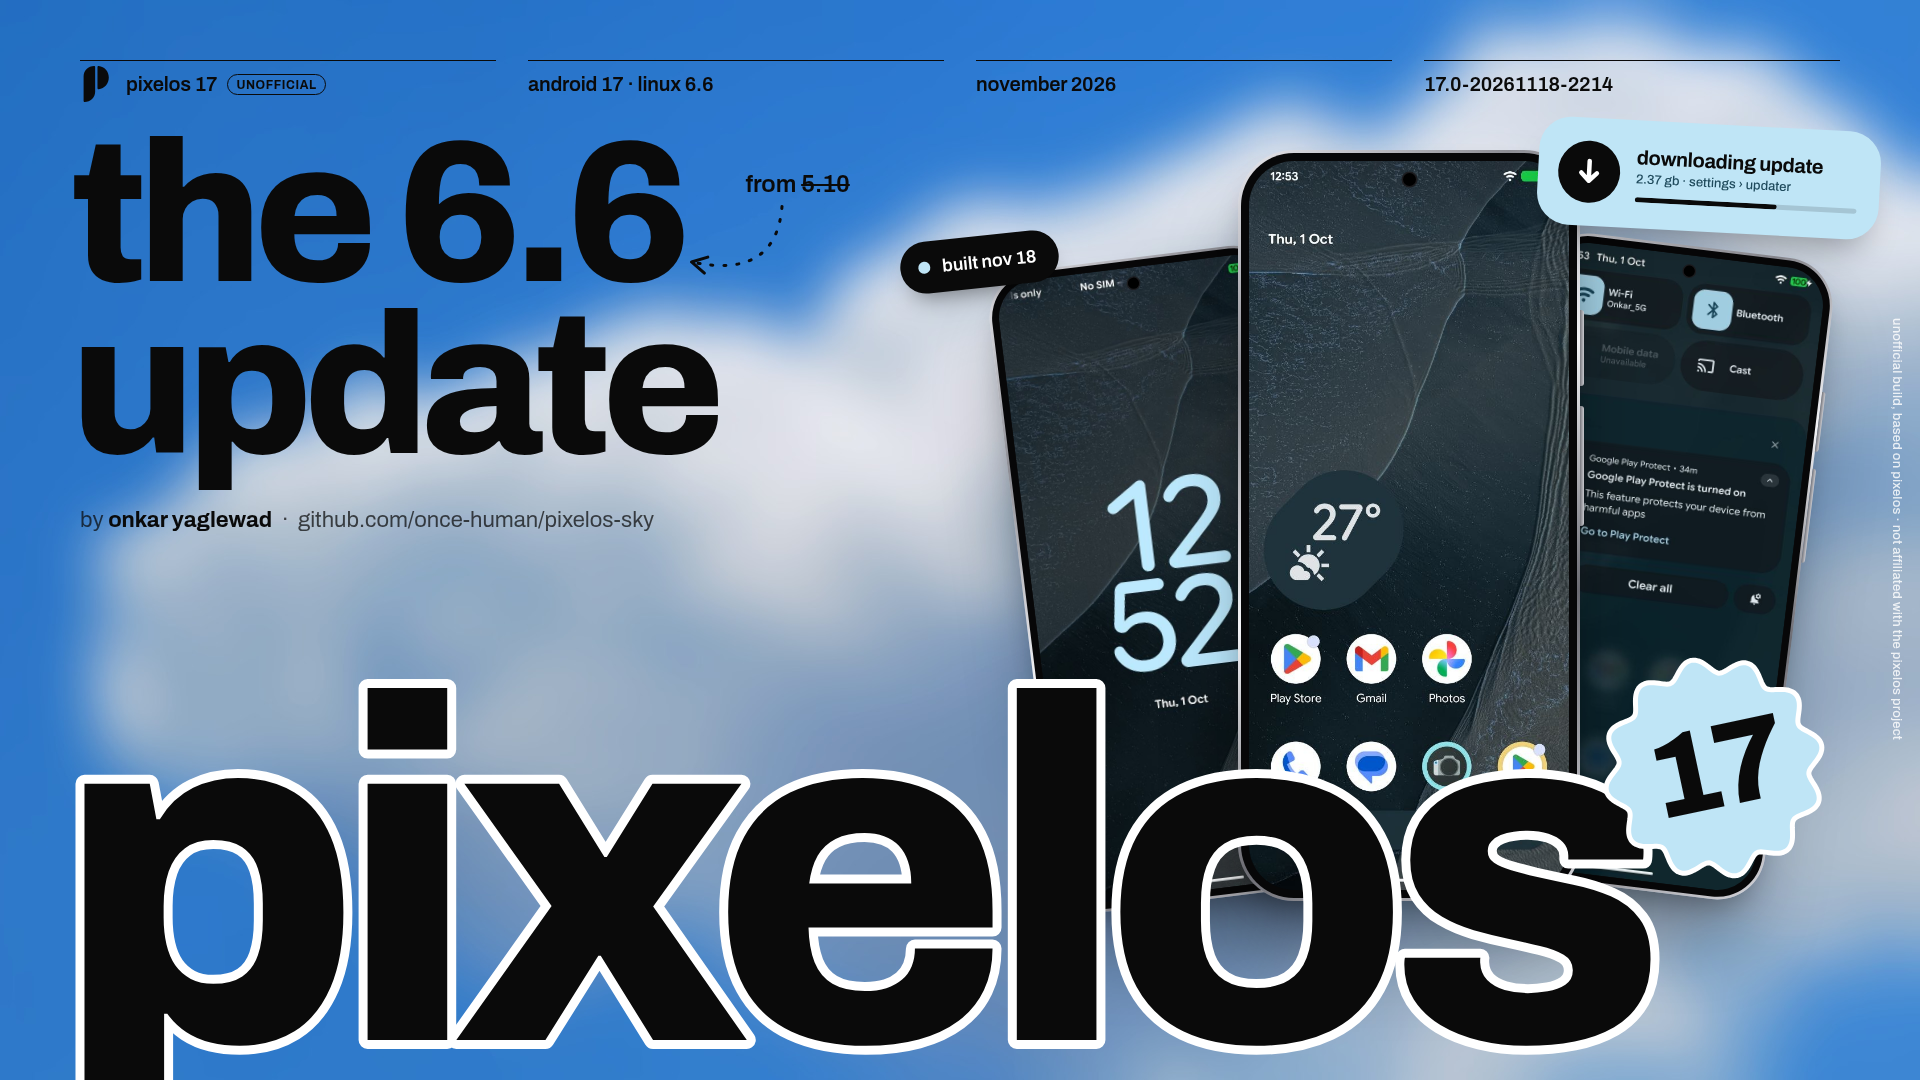 pixelos 17 UNOFFICIAL
android 17 · linux 6.6
november 2026
17.0-20261118-2214
the 6.6
update
from 5.10
by onkar yaglewad · github.com/once-human/pixelos-sky
built nov 18
downloading update
2.37 gb · settings › updater
s only
No SIM
12
52
Thu, 1 Oct
12:53
Thu, 1 Oct
27°
Play Store
Gmail
Photos
53 Thu, 1 Oct
100
Wi-Fi
Onkar_5G
Bluetooth
Mobile data
Unavailable
Cast
Google Play Protect • 34m
Google Play Protect is turned on
This feature protects your device from
harmful apps
Go to Play Protect
Clear all
17
pixelos
unofficial build, based on pixelos · not affiliated with the pixelos project